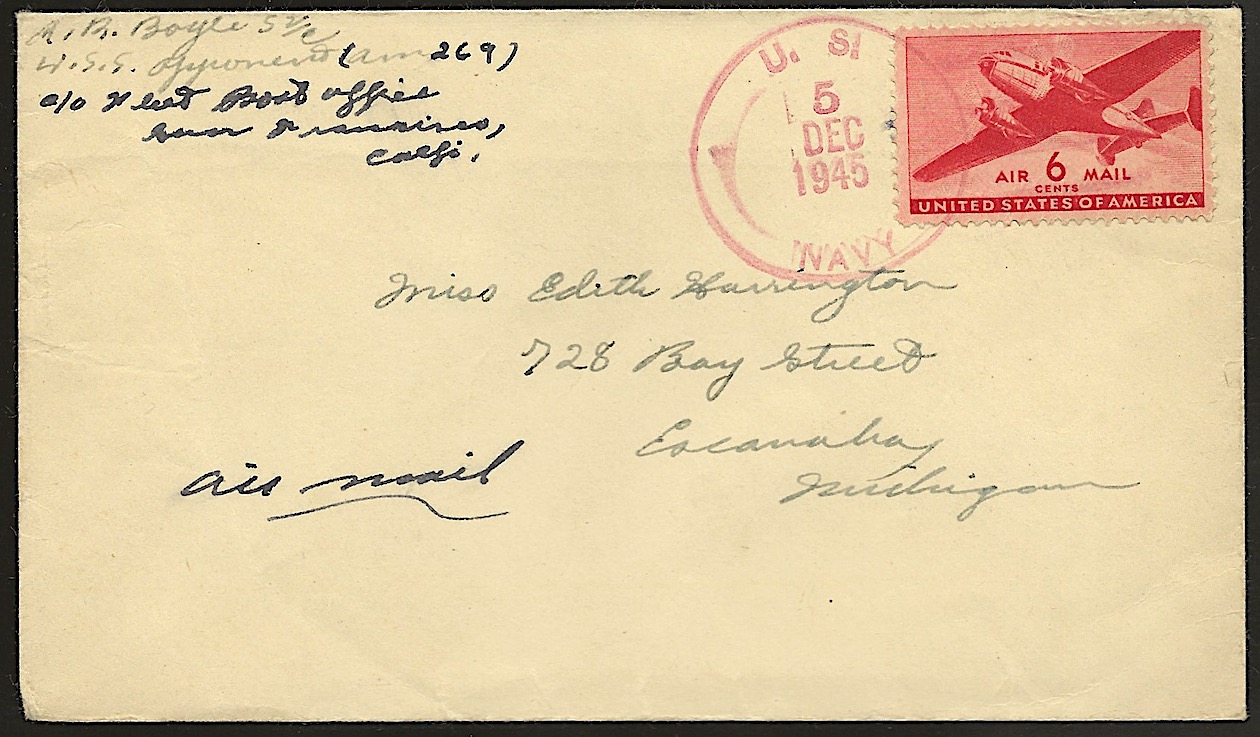 A. R. Boyle S 2/c
U.S.S. Opponent (AM 269)
c/o Fleet Post office
San Francisco,
Calif.
U. S.
5
DEC
1945
NAVY
AIR 6 MAIL
CENTS
UNITED STATES OF AMERICA
Miss Edith Harrington
728 Bay Street
Escanaba,
Michigan
Air mail